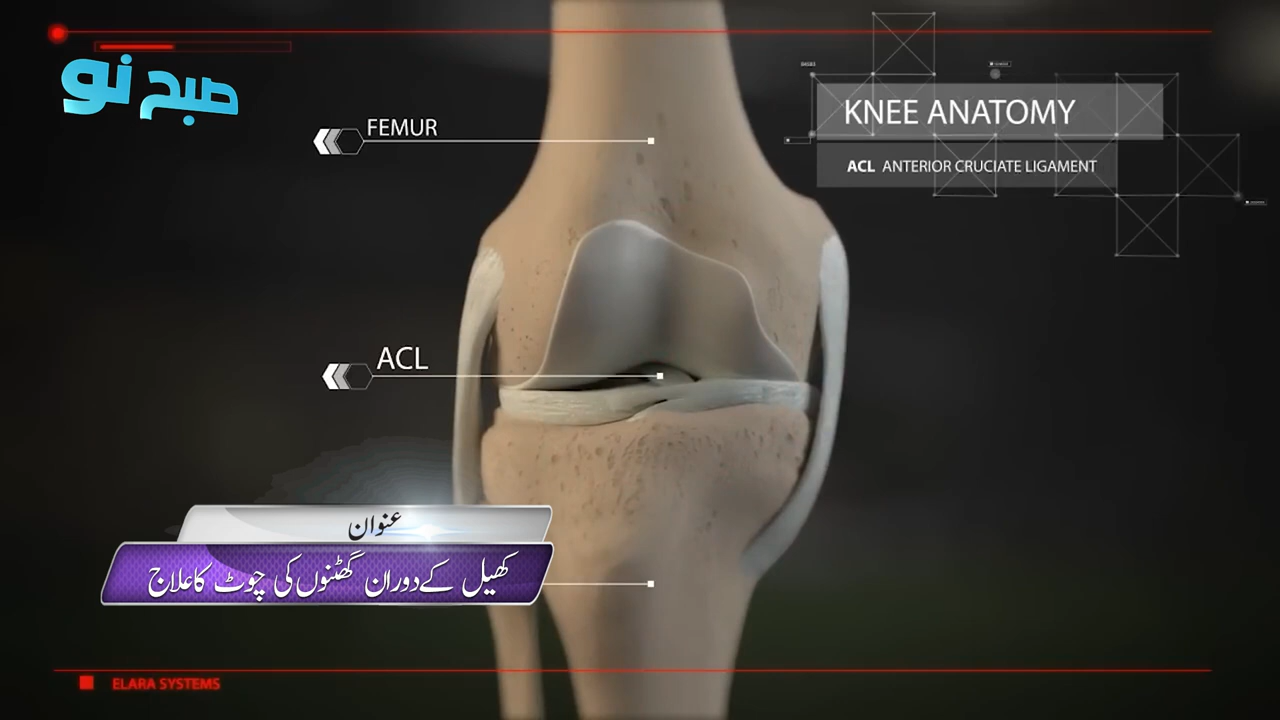 صبح نو
KNEE ANATOMY
ACL ANTERIOR CRUCIATE LIGAMENT
FEMUR
ACL
عنوان
کھیل کے دوران گھٹنوں کی چوٹ کا علاج
ELARA SYSTEMS